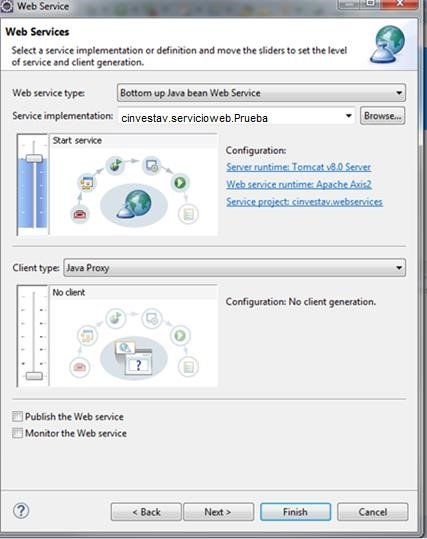 Web Service
Web Services
Select a service implementation or definition and move the sliders to set the level
of service and client generation.
Web service type: Bottom up Java bean Web Service
Service implementation: cinvestav.servicioweb.Prueba Browse...
Start service
Configuration:
Server runtime: Tomcat v8.0 Server
Web service runtime: Apache Axis2
Service project: cinvestav.webservices
Client type: Java Proxy
No client
Configuration: No client generation.
Publish the Web service
Monitor the Web service
? < Back Next > Finish Cancel